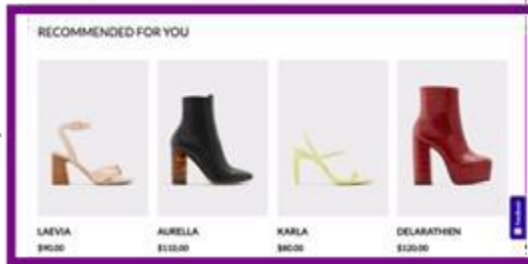 RECOMMENDED FOR YOU
LAEVIA
AURELLA
KARLA
DELARATHIEN
$90.00
$110.00
$80.00
$120.00